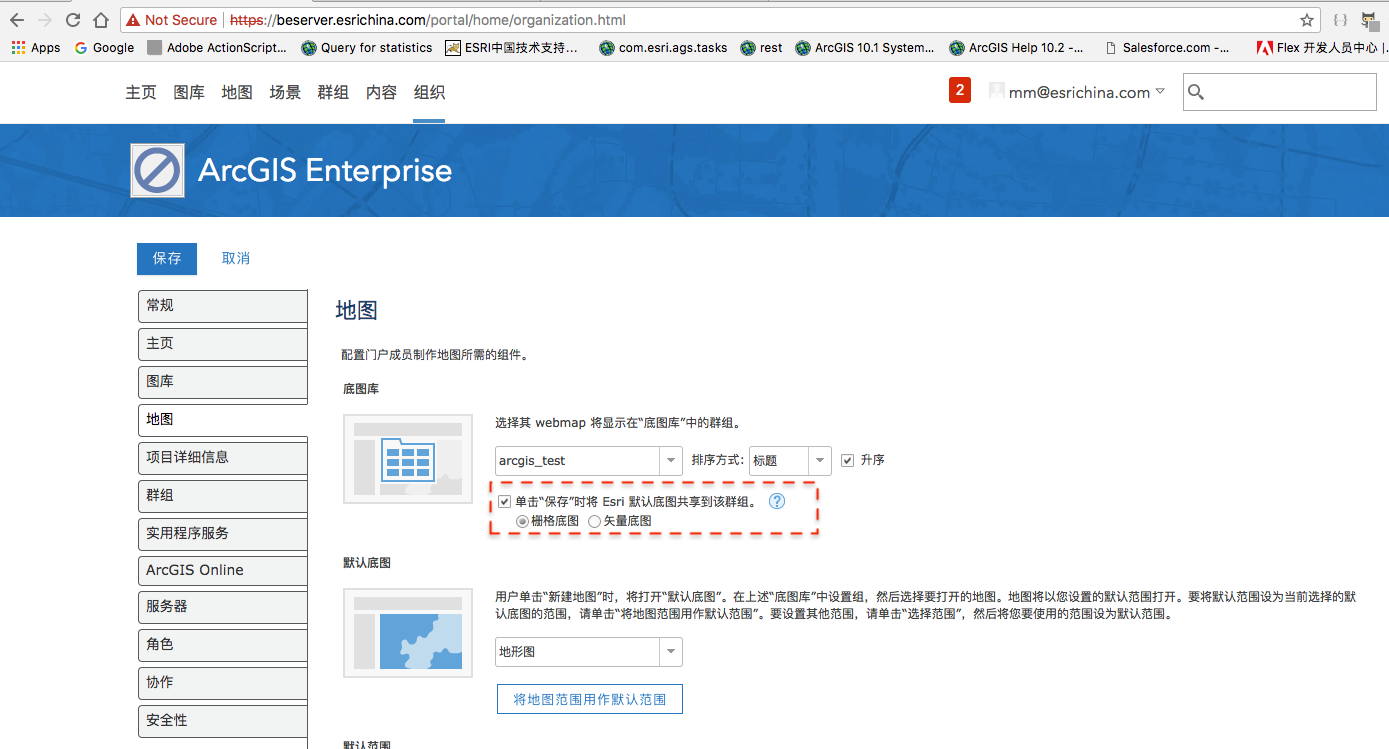 Not Secure | https://beserver.esrichina.com/portal/home/organization.html
Apps Google Adobe ActionScript... Query for statistics ESRI中国技术支持... com.esri.ags.tasks rest ArcGIS 10.1 System... ArcGIS Help 10.2 -... Salesforce.com -... Flex 开发人员中心 |.
主页 图库 地图 场景 群组 内容 组织 2 mm@esrichina.com
ArcGIS Enterprise
保存 取消
常规
主页
图库
地图
项目详细信息
群组
实用程序服务
ArcGIS Online
服务器
角色
协作
安全性
地图
配置门户成员制作地图所需的组件。
底图库
选择其 webmap 将显示在“底图库”中的群组。
arcgis_test 排序方式: 标题 升序
单击“保存”时将 Esri 默认底图共享到该群组。 ?
栅格底图 矢量底图
默认底图
用户单击“新建地图”时，将打开“默认底图”。在上述“底图库”中设置组，然后选择要打开的地图。地图将以您设置的默认范围打开。要将默认范围设为当前选择的默
认底图的范围，请单击“将地图范围用作默认范围”。要设置其他范围，请单击“选择范围”，然后将您要使用的范围设为默认范围。
地形图
将地图范围用作默认范围
默认范围